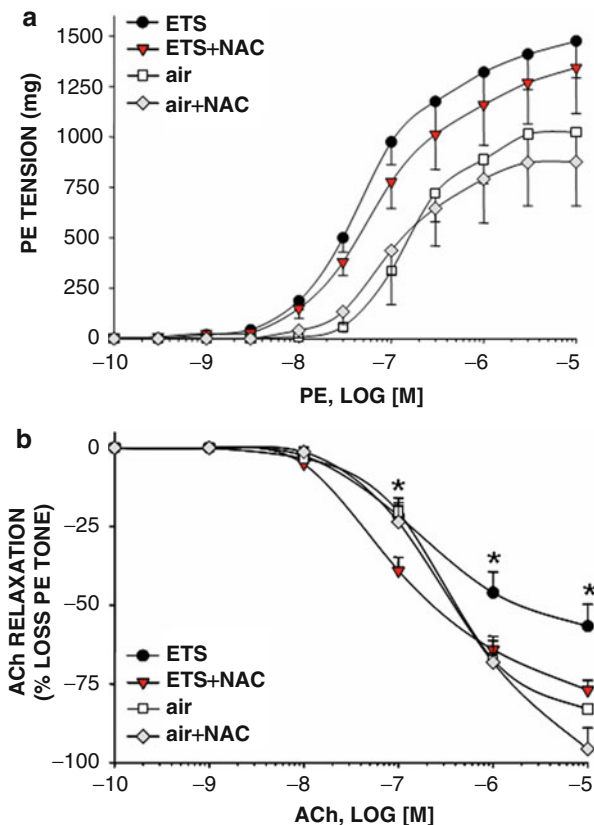 a
ETS
ETS+NAC
air
air+NAC
PE TENSION (mg)
1500
1250
1000
750
500
250
0
–10 –9 –8 –7 –6 –5
PE, LOG [M]
b
ACh RELAXATION
(% LOSS PE TONE)
0
–25
–50
–75
–100
* * *
ETS
ETS+NAC
air
air+NAC
–10 –9 –8 –7 –6 –5
ACh, LOG [M]